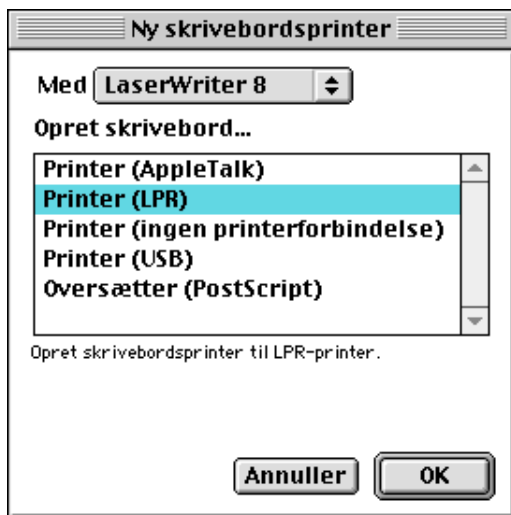 Ny skrivebordsprinter
Med LaserWriter 8
Opret skrivebord...
Printer (AppleTalk)
Printer (LPR)
Printer (ingen printerforbindelse)
Printer (USB)
Oversætter (PostScript)
Opret skrivebordsprinter til LPR-printer.
Annuller OK